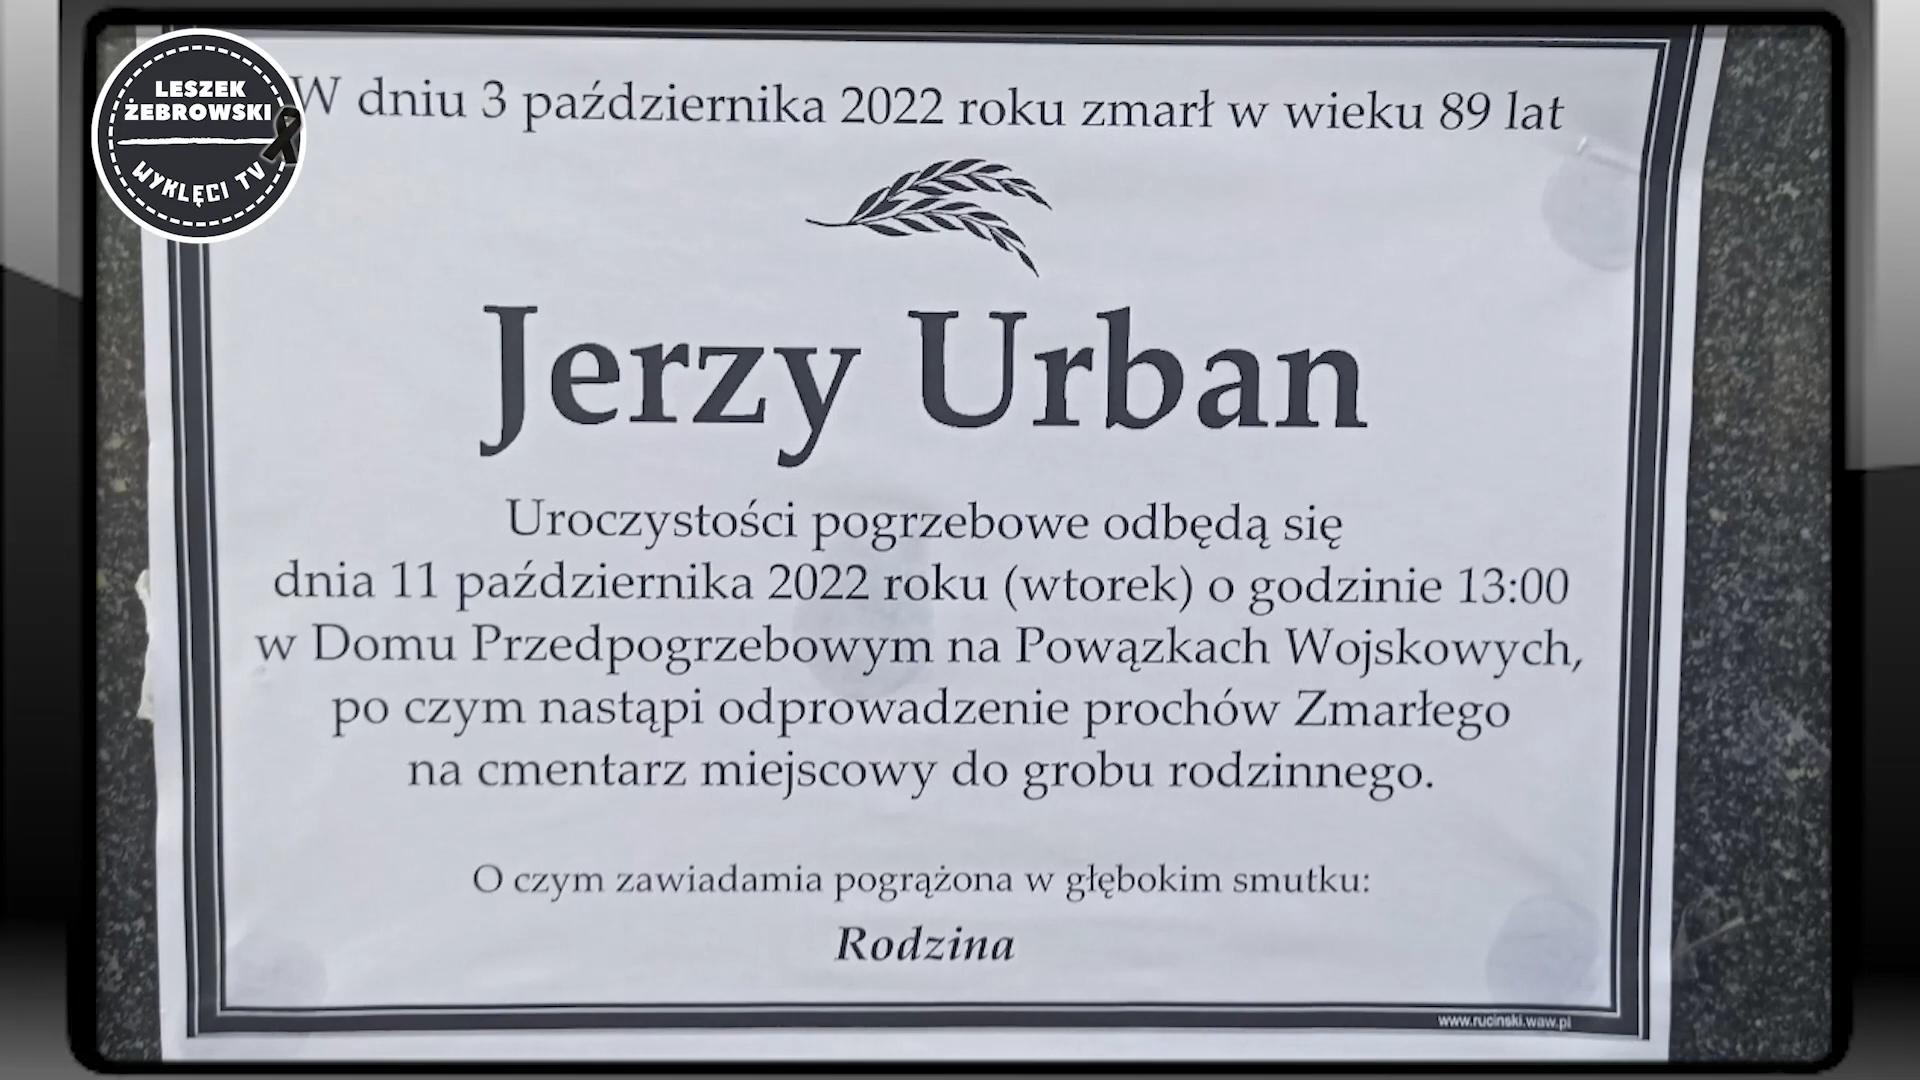 LESZEK
ŻEBROWSKI
WYKLĘCI TV
W dniu 3 października 2022 roku zmarł w wieku 89 lat
Jerzy Urban
Uroczystości pogrzebowe odbędą się
dnia 11 października 2022 roku (wtorek) o godzinie 13:00
w Domu Przedpogrzebowym na Powązkach Wojskowych,
po czym nastąpi odprowadzenie prochów Zmarłego
na cmentarz miejscowy do grobu rodzinnego.
O czym zawiadamia pogrążona w głębokim smutku:
Rodzina
www.rucinski.waw.pl